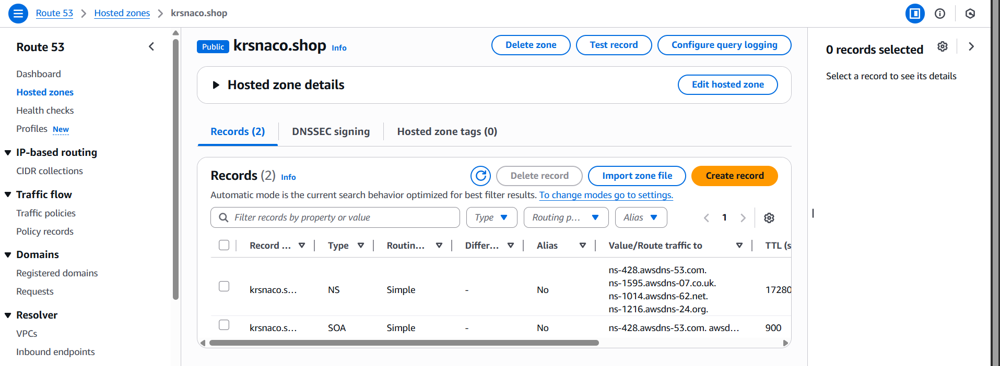 Route 53 > Hosted zones > krsnaco.shop
Route 53
Dashboard
Hosted zones
Health checks
Profiles New
IP-based routing
CIDR collections
Traffic flow
Traffic policies
Policy records
Domains
Registered domains
Requests
Resolver
VPCs
Inbound endpoints
Public krsnaco.shop Info
Delete zone Test record Configure query logging
Hosted zone details Edit hosted zone
Records (2) DNSSEC signing Hosted zone tags (0)
Records (2) Info Delete record Import zone file Create record
Automatic mode is the current search behavior optimized for best filter results. To change modes go to settings.
Filter records by property or value Type Routing p... Alias 1
Record ... Type Routin... Differ... Alias Value/Route traffic to TTL (s
ns-428.awsdns-53.com.
ns-1595.awsdns-07.co.uk.
krsnaco.s... NS Simple - No 17280
ns-1014.awsdns-62.net.
ns-1216.awsdns-24.org.
krsnaco.s... SOA Simple - No ns-428.awsdns-53.com. awsd... 900
0 records selected
Select a record to see its details